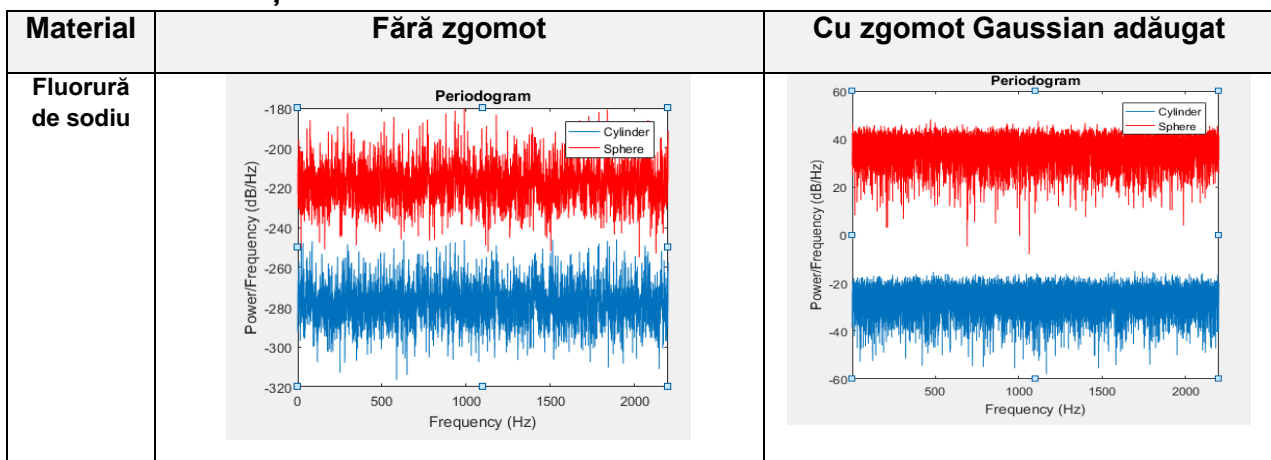 Material
Fără zgomot
Cu zgomot Gaussian adăugat
Fluorură
de sodiu
Periodogram
Cylinder
Sphere
Power/Frequency (dB/Hz)
-180
-200
-220
-240
-260
-280
-300
-320
0 500 1000 1500 2000
Frequency (Hz)
Periodogram
Cylinder
Sphere
Power/Frequency (dB/Hz)
60
40
20
0
-20
-40
-60
500 1000 1500 2000
Frequency (Hz)